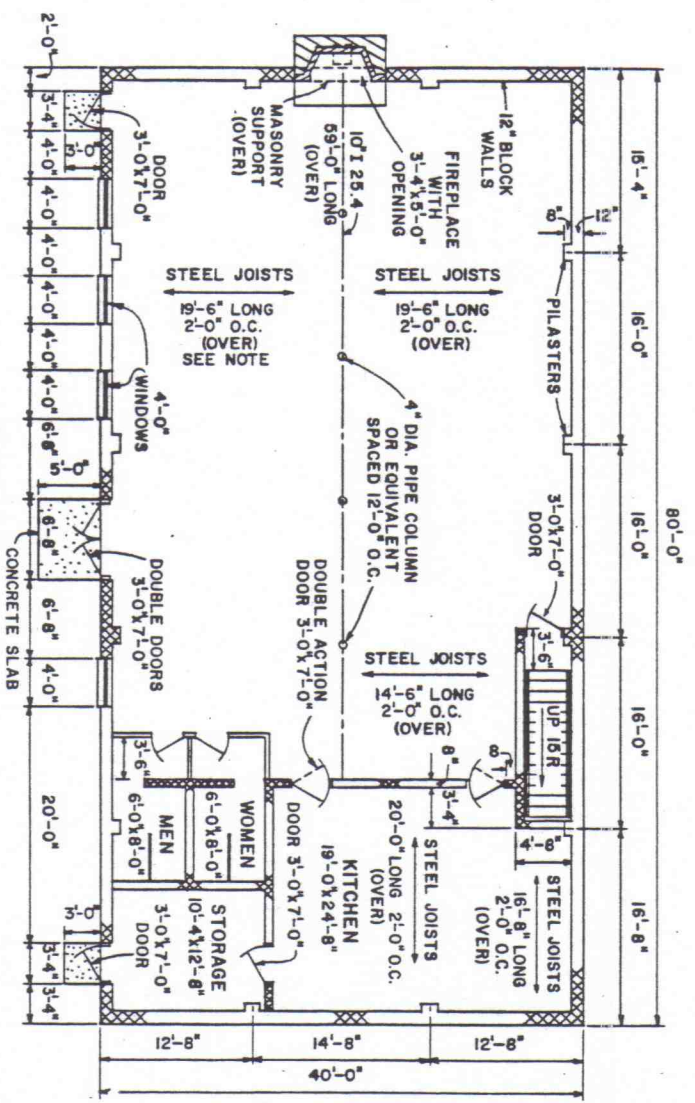 80'-0"
15'-4"
16'-0"
16'-0"
16'-0"
16'-8"
12"
8"
12" BLOCK
WALLS
PILASTERS
3'-0"X7'-0"
DOOR
3'-6"
UP 15R
4'-8"
STEEL JOISTS
16'-8" LONG
2'-0" O.C.
(OVER)
FIREPLACE
WITH
3'-4"X5'-0"
OPENING
10" I 25.4
59'-0" LONG
(OVER)
MASONRY
SUPPORT
(OVER)
STEEL JOISTS
19'-6" LONG
2'-0" O.C.
(OVER)
STEEL JOISTS
19'-6" LONG
2'-0" O.C.
(OVER)
SEE NOTE
4" DIA. PIPE COLUMN
OR EQUIVALENT
SPACED 12'-0" O.C.
STEEL JOISTS
14'-6" LONG
2'-0" O.C.
(OVER)
8"
8
3'-4"
STEEL JOISTS
20'-0" LONG 2'-0" O.C.
(OVER)
KITCHEN
19'-0"X24'-8"
DOUBLE ACTION
DOOR 3'-0"X7'-0"
DOOR 3'-0"X7'-0"
WOMEN
6'-0"X8'-0"
MEN
6'-0"X8'-0"
3'-6"
STORAGE
10'-4"X12'-8"
3'-0"X7'-0"
DOOR
DOOR
3'-0"X7'-0"
4'-0"
WINDOWS
DOUBLE DOORS
3'-0"X7'-0"
3'-0"
5'-0"
3'-0"
2'-0"
3'-4"
4'-0"
4'-0"
4'-0"
4'-0"
4'-0"
4'-0"
6'-8"
6'-8"
6'-8"
4'-0"
20'-0"
3'-4"
3'-4"
CONCRETE SLAB
12'-8"
14'-8"
12'-8"
40'-0"